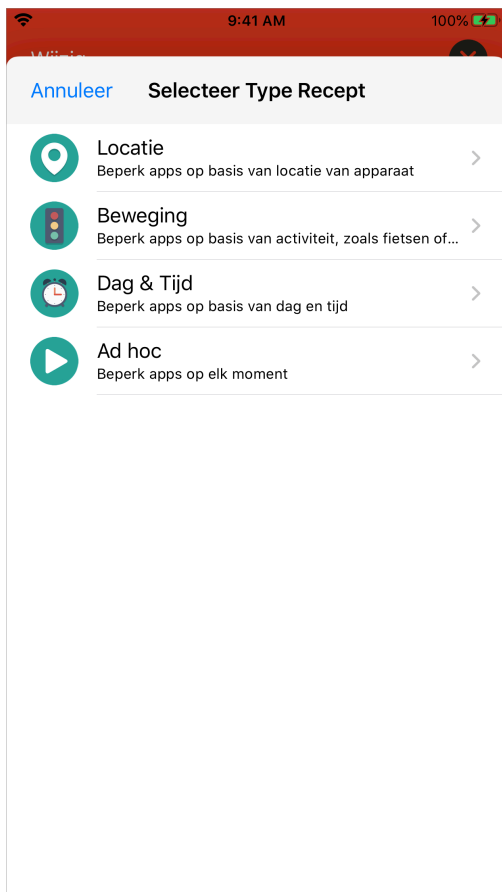 9:41 AM
100%
Annuleer
Selecteer Type Recept
Locatie
Beperk apps op basis van locatie van apparaat
Beweging
Beperk apps op basis van activiteit, zoals fietsen of...
Dag & Tijd
Beperk apps op basis van dag en tijd
Ad hoc
Beperk apps op elk moment